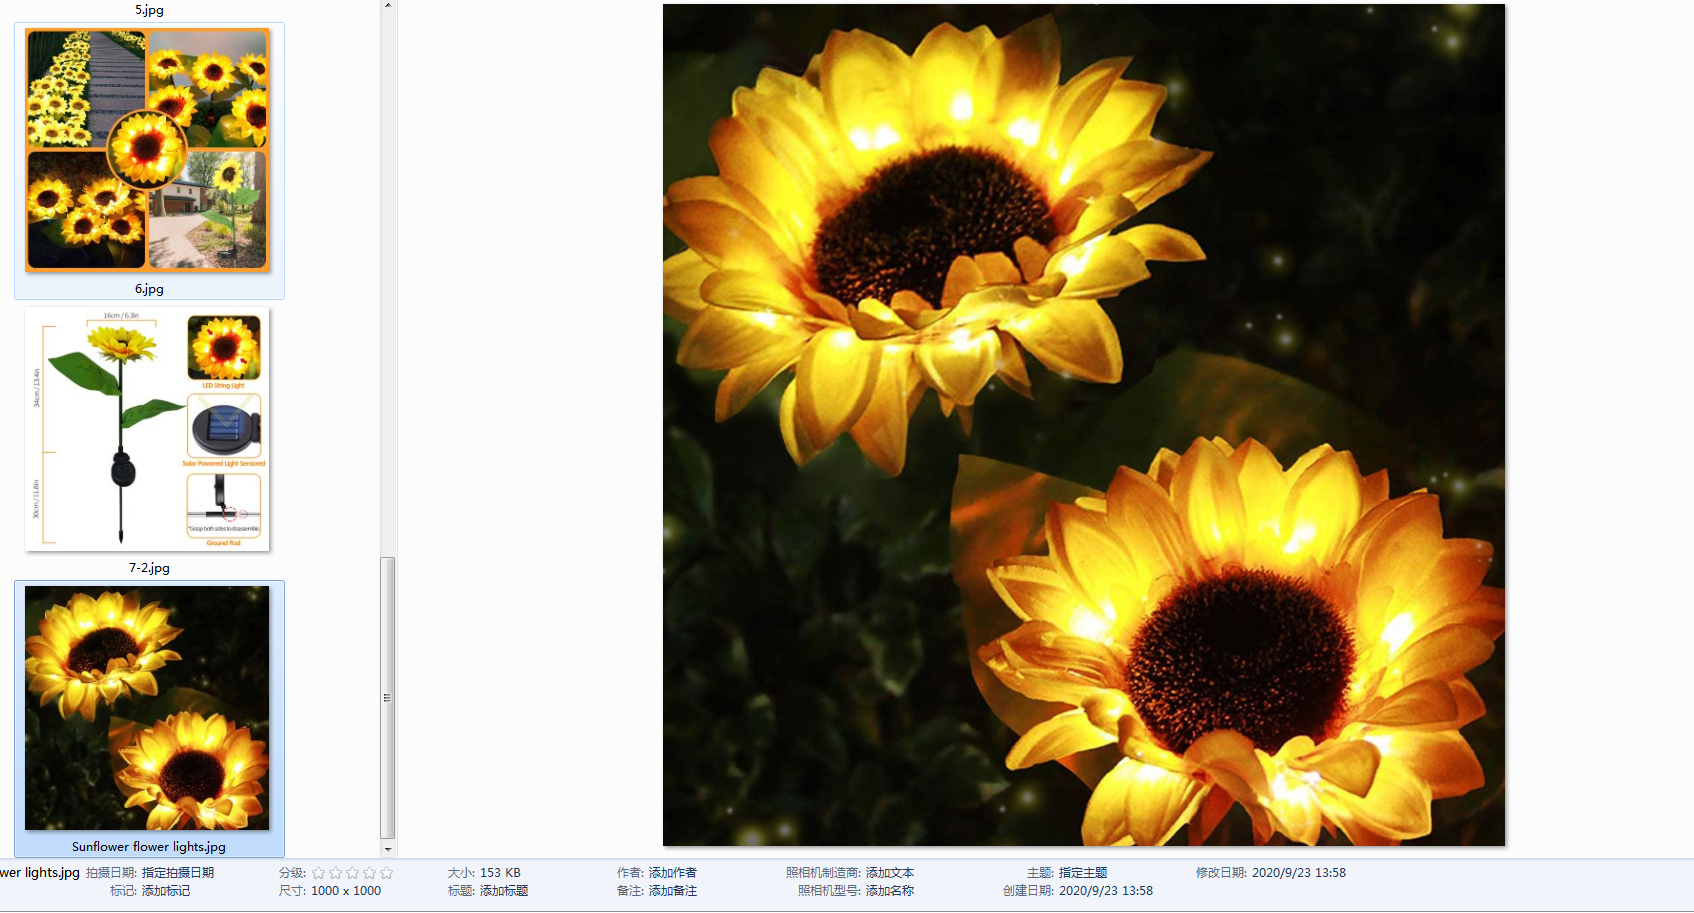 5.jpg
6.jpg
16cm / 6.3in
34cm / 13.4in
30cm / 11.8in
LED String Light
Solar Powered Light Sensored
*Grasp both sides to disassemble.
Ground Rod
7-2.jpg
Sunflower flower lights.jpg
wer lights.jpg 拍摄日期: 指定拍摄日期 分级: 大小: 153 KB 作者: 添加作者 照相机制造商: 添加文本 主题: 指定主题 修改日期: 2020/9/23 13:58
标记: 添加标记 尺寸: 1000 x 1000 标题: 添加标题 备注: 添加备注 照相机型号: 添加名称 创建日期: 2020/9/23 13:58